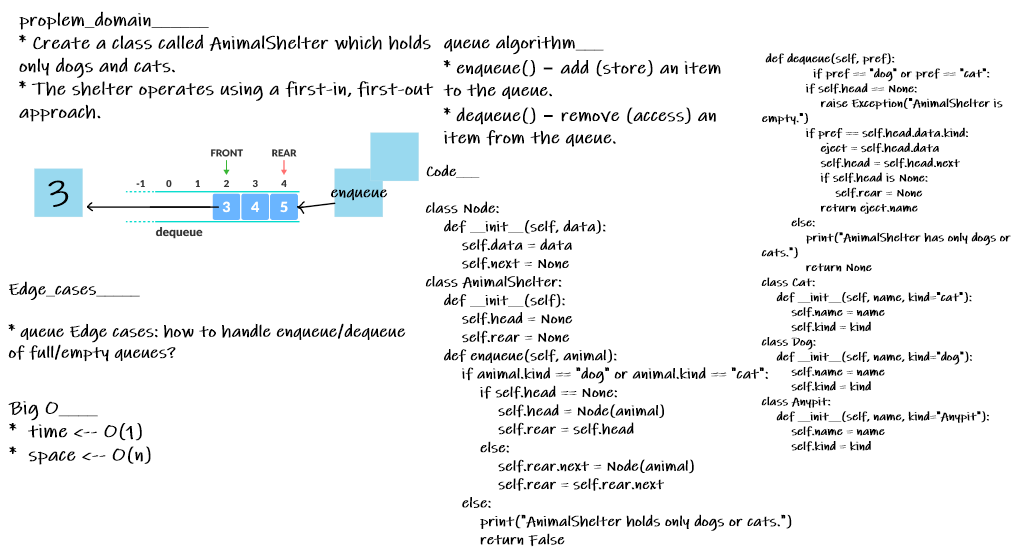 proplem_domain______
* Create a class called AnimalShelter which holds
only dogs and cats.
* The shelter operates using a first-in, first-out
approach.
FRONT REAR
-1 0 1 2 3 4
3
3 4 5
enqueue
dequeue
Edge_cases_____
* queue Edge cases: how to handle enqueue/dequeue
of full/empty queues?
Big O____
* time <-- O(1)
* space <-- O(n)
queue algorithm___
* enqueue() - add (store) an item
to the queue.
* dequeue() - remove (access) an
item from the queue.
Code___
class Node:
def __init__(self, data):
self.data = data
self.next = None
class AnimalShelter:
def __init__(self):
self.head = None
self.rear = None
def enqueue(self, animal):
if animal.kind == "dog" or animal.kind == "cat":
if self.head == None:
self.head = Node(animal)
self.rear = self.head
else:
self.rear.next = Node(animal)
self.rear = self.rear.next
else:
print("AnimalShelter holds only dogs or cats.")
return False
def dequeue(self, pref):
if pref == "dog" or pref == "cat":
if self.head == None:
raise Exception("AnimalShelter is
empty.")
if pref == self.head.data.kind:
eject = self.head.data
self.head = self.head.next
if self.head is None:
self.rear = None
return eject.name
else:
print("AnimalShelter has only dogs or
cats.")
return None
class Cat:
def __init__(self, name, kind="cat"):
self.name = name
self.kind = kind
class Dog:
def __init__(self, name, kind="dog"):
self.name = name
self.kind = kind
class Anypit:
def __init__(self, name, kind="Anypit"):
self.name = name
self.kind = kind